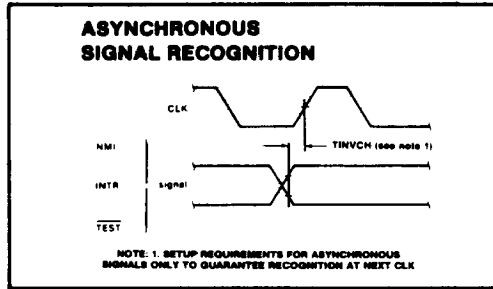 ASYNCHRONOUS
SIGNAL RECOGNITION
CLK
NMI
TINVCH (see note 1)
INTR
signal
TEST
NOTE: 1. SETUP REQUIREMENTS FOR ASYNCHRONOUS
SIGNALS ONLY TO GUARANTEE RECOGNITION AT NEXT CLK